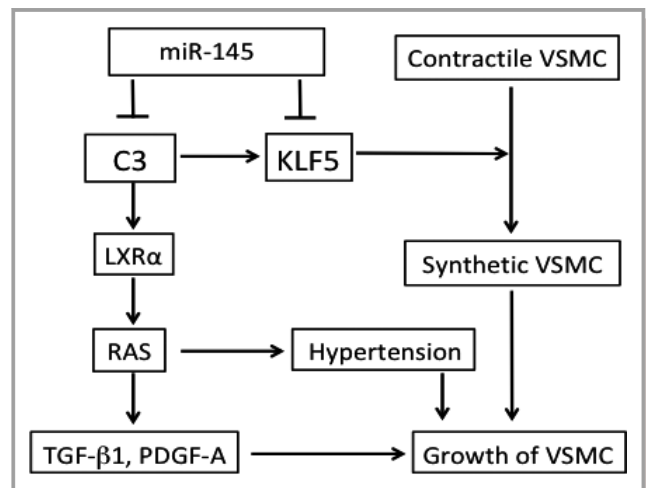 miR-145
Contractile VSMC
C3
KLF5
LXRα
Synthetic VSMC
RAS
Hypertension
TGF-β1, PDGF-A
Growth of VSMC